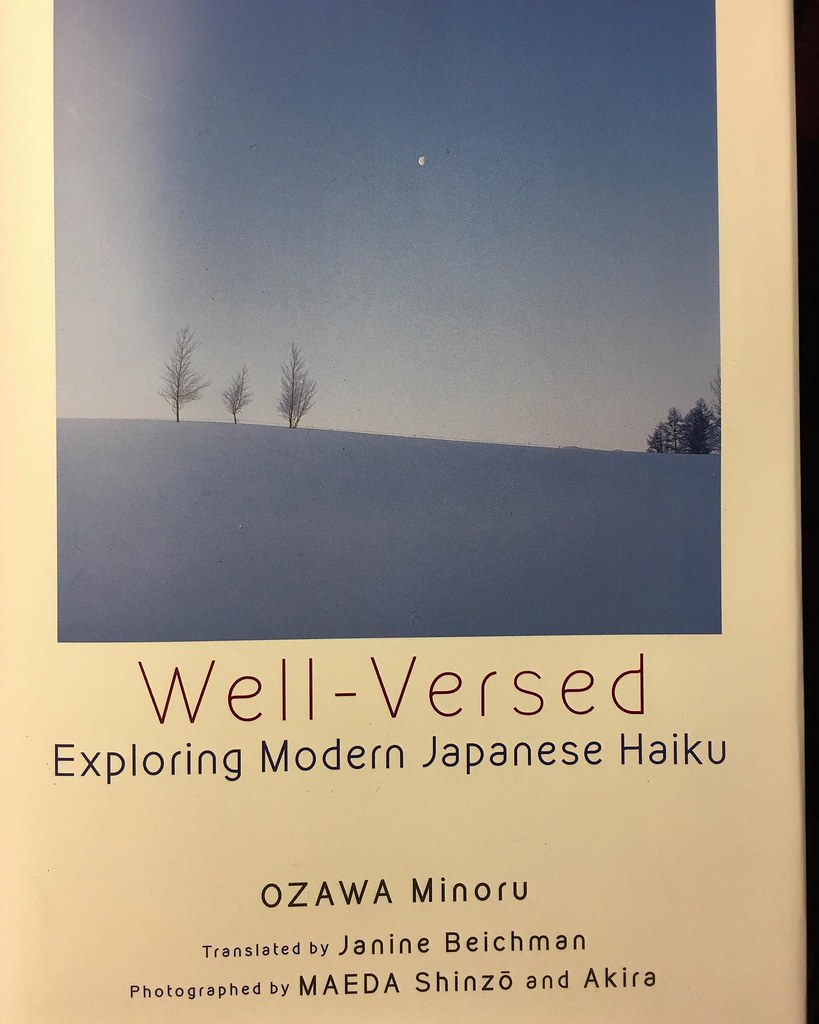 Well-Versed
Exploring Modern Japanese Haiku
OZAWA Minoru
Translated by Janine Beichman
Photographed by MAEDA Shinzō and Akira